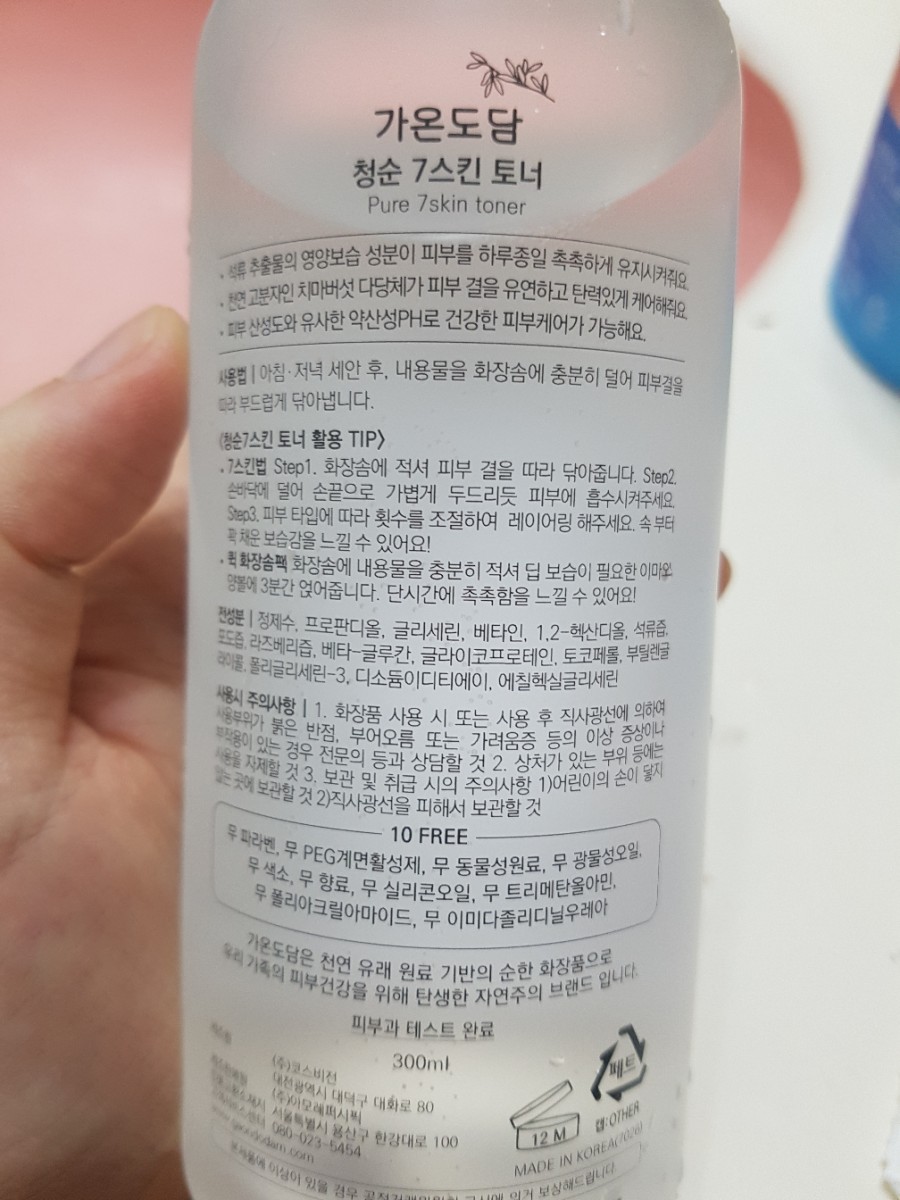 가온도담
청순 7스킨 토너
Pure 7skin toner
• 석류 추출물의 영양보습 성분이 피부를 하루종일 촉촉하게 유지시켜줘요.
• 천연 고분자인 치마버섯 다당체가 피부 결을 유연하고 탄력있게 케어해줘요.
• 피부 산성도와 유사한 약산성PH로 건강한 피부케어가 가능해요.
사용법 | 아침·저녁 세안 후, 내용물을 화장솜에 충분히 덜어 피부결을
따라 부드럽게 닦아냅니다.
〈청순7스킨 토너 활용 TIP〉
• 7스킨법 Step1. 화장솜에 적셔 피부 결을 따라 닦아줍니다. Step2.
손바닥에 덜어 손끝으로 가볍게 두드리듯 피부에 흡수시켜주세요.
Step3. 피부 타입에 따라 횟수를 조절하여 레이어링 해주세요. 속부터
꽉 채운 보습감을 느낄 수 있어요!
• 퀵 화장솜팩 화장솜에 내용물을 충분히 적셔 딥 보습이 필요한 이마와
양볼에 3분간 얹어줍니다. 단시간에 촉촉함을 느낄 수 있어요!
전성분 | 정제수, 프로판디올, 글리세린, 베타인, 1,2-헥산디올, 석류즙,
포도즙, 라즈베리즙, 베타-글루칸, 글라이코프로테인, 토코페롤, 부틸렌글
라이콜, 폴리글리세린-3, 디소듐이디티에이, 에칠헥실글리세린
사용시 주의사항 | 1. 화장품 사용 시 또는 사용 후 직사광선에 의하여
사용부위가 붉은 반점, 부어오름 또는 가려움증 등의 이상 증상이나
부작용이 있는 경우 전문의 등과 상담할 것 2. 상처가 있는 부위 등에는
사용을 자제할 것 3. 보관 및 취급 시의 주의사항 1)어린이의 손이 닿지
않는 곳에 보관할 것 2)직사광선을 피해서 보관할 것
10 FREE
무 파라벤, 무 PEG계면활성제, 무 동물성원료, 무 광물성오일,
무 색소, 무 향료, 무 실리콘오일, 무 트리메탄올아민,
무 폴리아크릴아마이드, 무 이미다졸리디닐우레아
가온도담은 천연 유래 원료 기반의 순한 화장품으로
우리 가족의 피부건강을 위해 탄생한 자연주의 브랜드 입니다.
피부과 테스트 완료
300ml
(주)코스비전
대전광역시 대덕구 대화로 80
(주)아모레퍼시픽
서울특별시 용산구 한강대로 100
080-023-5454
www.gaondodam.com
페트
캡:OTHER
12 M
MADE IN KOREA
본제품에 이상이 있을 경우 의거 보상해드립니다.